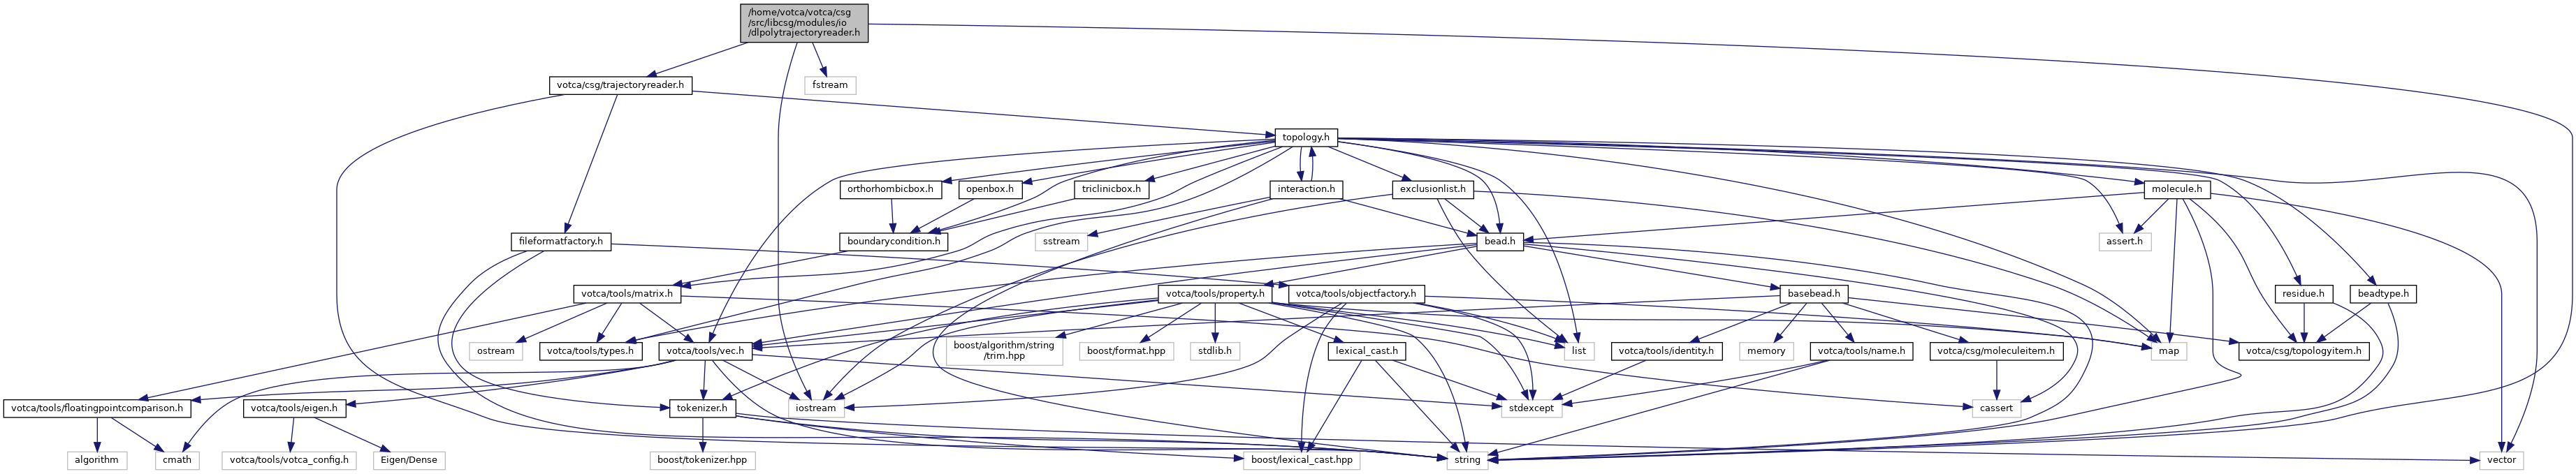 /home/votca/votca/csg
/src/libcsg/modules/io
/dlpolytrajectoryreader.h
votca/csg/trajectoryreader.h
fstream
topology.h
orthorhombicbox.h
openbox.h
triclinicbox.h
interaction.h
exclusionlist.h
molecule.h
fileformatfactory.h
boundarycondition.h
sstream
bead.h
assert.h
votca/tools/matrix.h
votca/tools/property.h
votca/tools/objectfactory.h
basebead.h
residue.h
beadtype.h
ostream
votca/tools/types.h
votca/tools/vec.h
boost/algorithm/string
/trim.hpp
boost/format.hpp
stdlib.h
lexical_cast.h
list
votca/tools/identity.h
memory
votca/tools/name.h
votca/csg/moleculeitem.h
map
votca/csg/topologyitem.h
votca/tools/floatingpointcomparison.h
votca/tools/eigen.h
tokenizer.h
iostream
stdexcept
cassert
algorithm
cmath
votca/tools/votca_config.h
Eigen/Dense
boost/tokenizer.hpp
boost/lexical_cast.hpp
string
vector